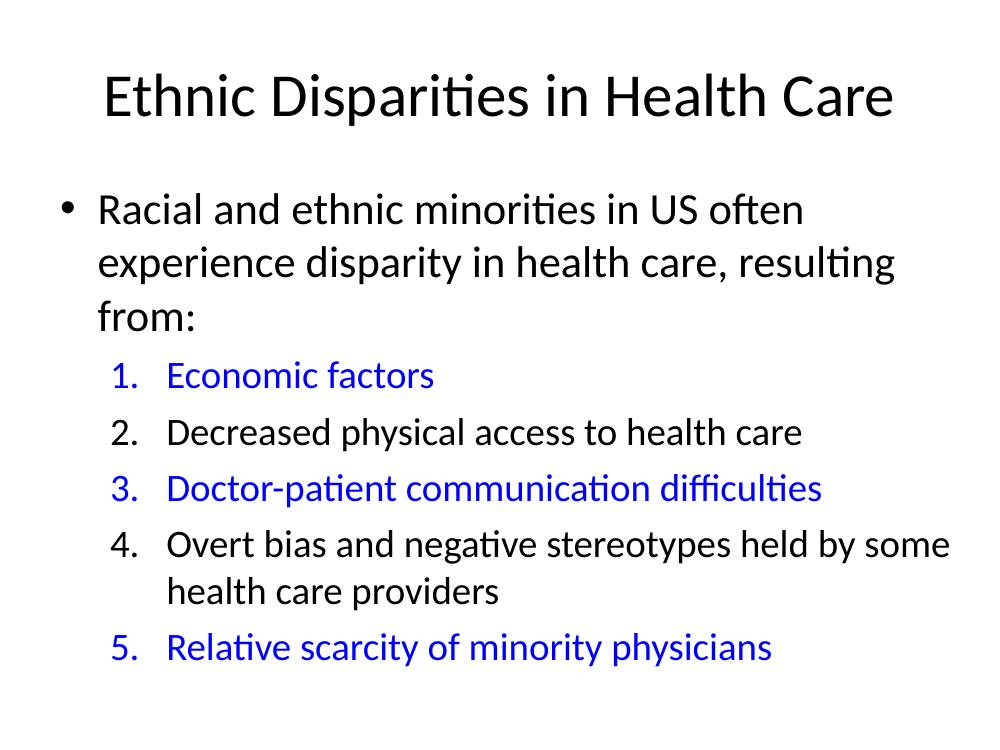 Ethnic Disparities in Health Care
• Racial and ethnic minorities in US often
experience disparity in health care, resulting
from:
1. Economic factors
2. Decreased physical access to health care
3. Doctor-patient communication difficulties
4. Overt bias and negative stereotypes held by some
health care providers
5. Relative scarcity of minority physicians